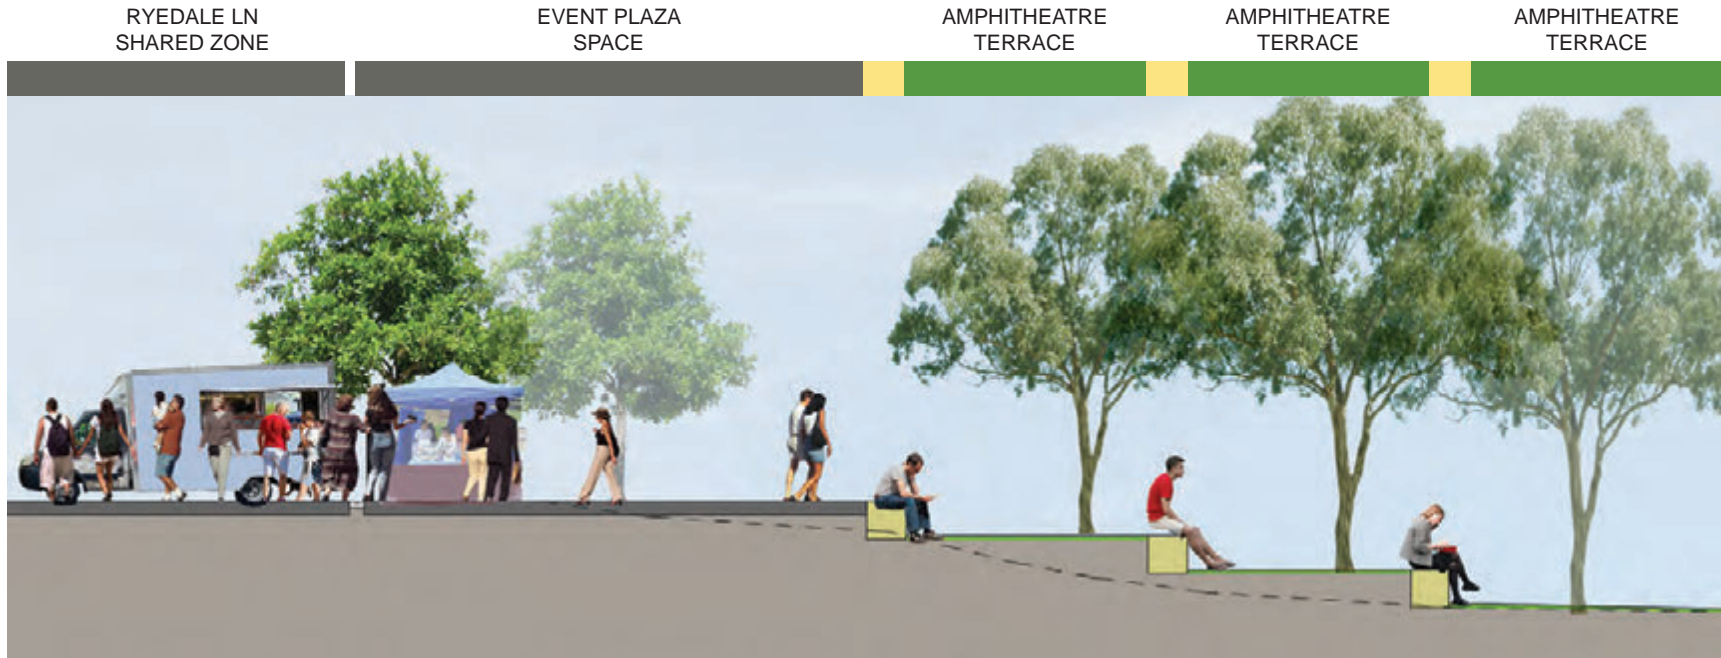 RYEDALE LN
SHARED ZONE
EVENT PLAZA
SPACE
AMPHITHEATRE
TERRACE
AMPHITHEATRE
TERRACE
AMPHITHEATRE
TERRACE